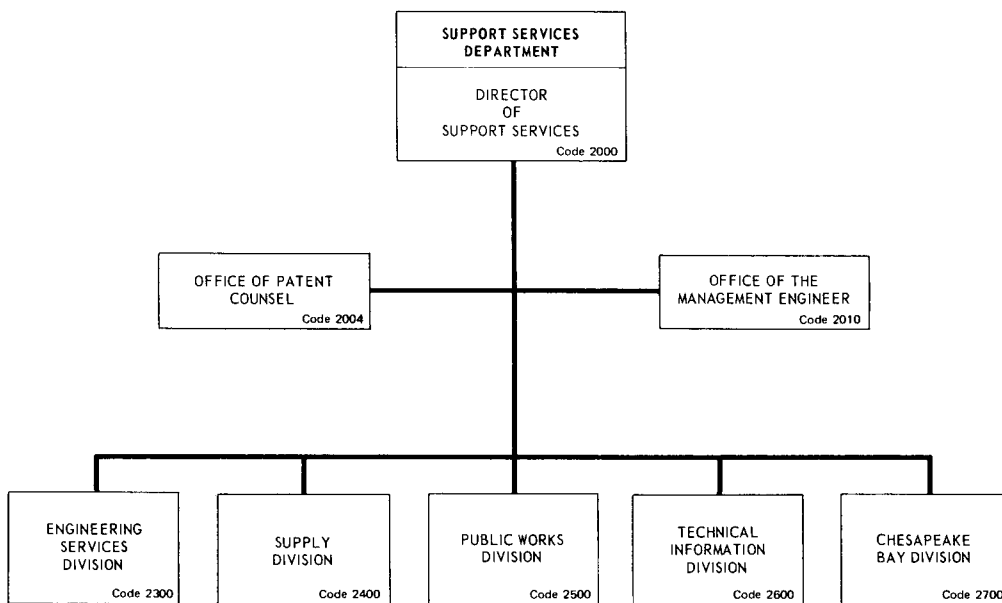 SUPPORT SERVICES
DEPARTMENT
DIRECTOR
OF
SUPPORT SERVICES
Code 2000
OFFICE OF PATENT
COUNSEL
Code 2004
OFFICE OF THE
MANAGEMENT ENGINEER
Code 2010
ENGINEERING
SERVICES
DIVISION
Code 2300
SUPPLY
DIVISION
Code 2400
PUBLIC WORKS
DIVISION
Code 2500
TECHNICAL
INFORMATION
DIVISION
Code 2600
CHESAPEAKE
BAY DIVISION
Code 2700